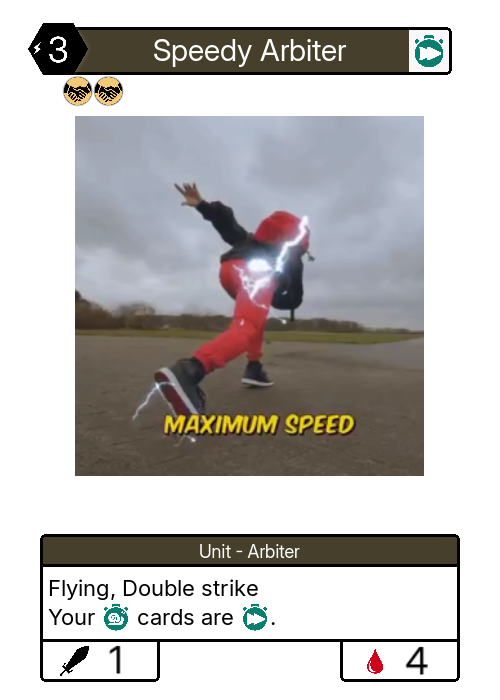 3
Speedy Arbiter
MAXIMUM SPEED
Unit - Arbiter
Flying, Double strike
Your cards are .
1
4